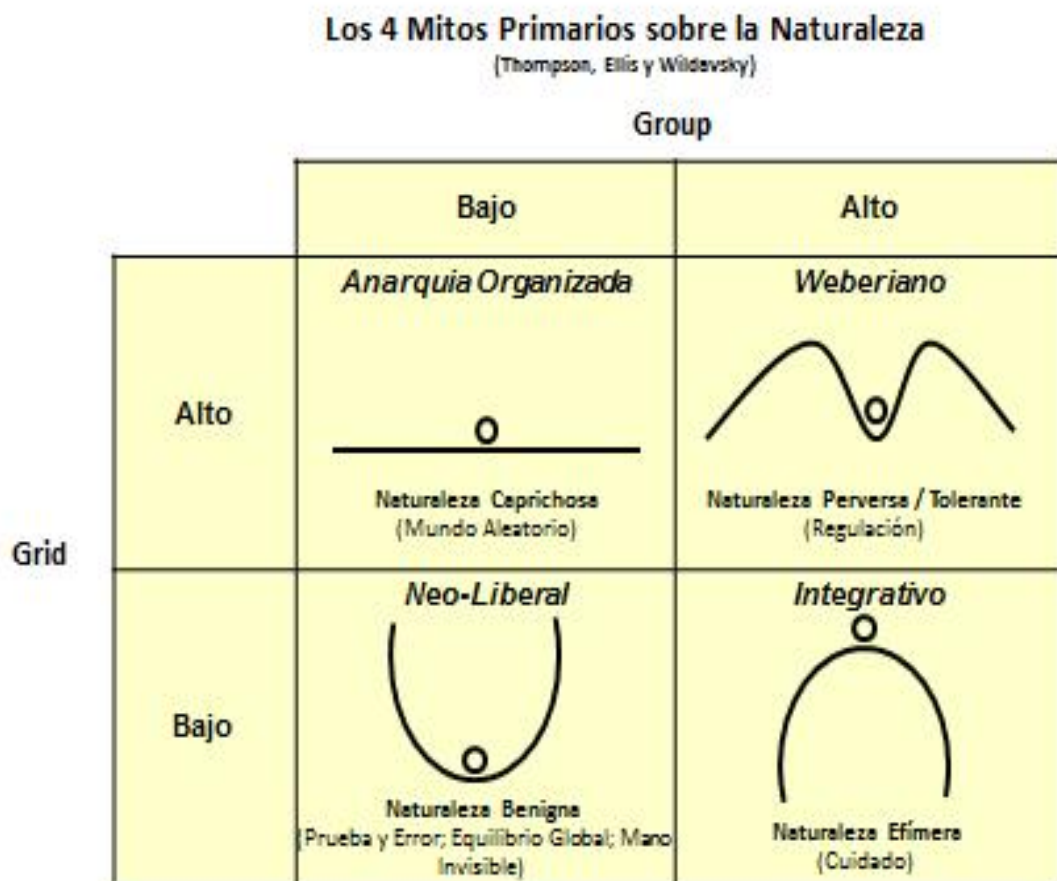 Los 4 Mitos Primarios sobre la Naturaleza
(Thompson, Ellis y Wildavsky)
Group
Bajo
Alto
Anarquia Organizada
Weberiano
Alto
Naturaleza Caprichosa
(Mundo Aleatorio)
Naturaleza Perversa / Tolerante
(Regulación)
Grid
Neo-Liberal
Integrativo
Bajo
Naturaleza Benigna
(Prueba y Error; Equilibrio Global; Mano
Invisible)
Naturaleza Efímera
(Cuidado)